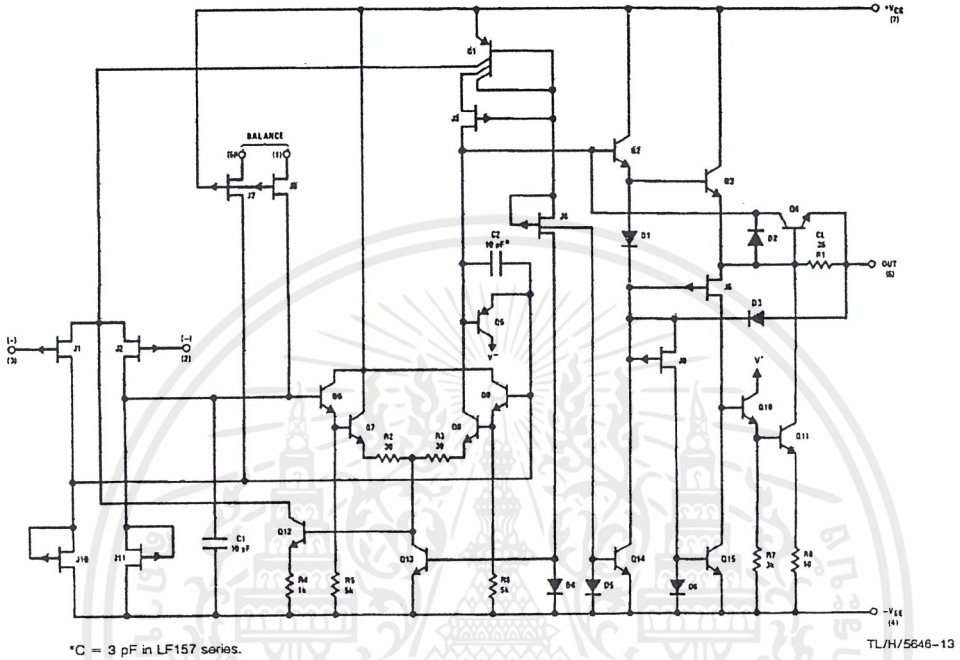 +VCC
(7)
Q1
J3
BALANCE
(5)
(1)
J7
J8
Q2
Q3
J4
Q4
C2
10 pF*
D1
D2
CL
25
R1
OUT
(6)
J5
D3
Q5
V-
(-)
(3)
J1
J2
(-)
(2)
J9
Q6
Q9
V+
Q7
R2
30
R3
30
Q8
Q10
Q11
J10
J11
C1
10 pF
Q12
Q13
Q14
Q15
R4
1k
R5
5k
R6
5k
D4
D5
D6
R7
3k
R8
50
-VEE
(4)
*C = 3 pF in LF157 series.
TL/H/5646-13